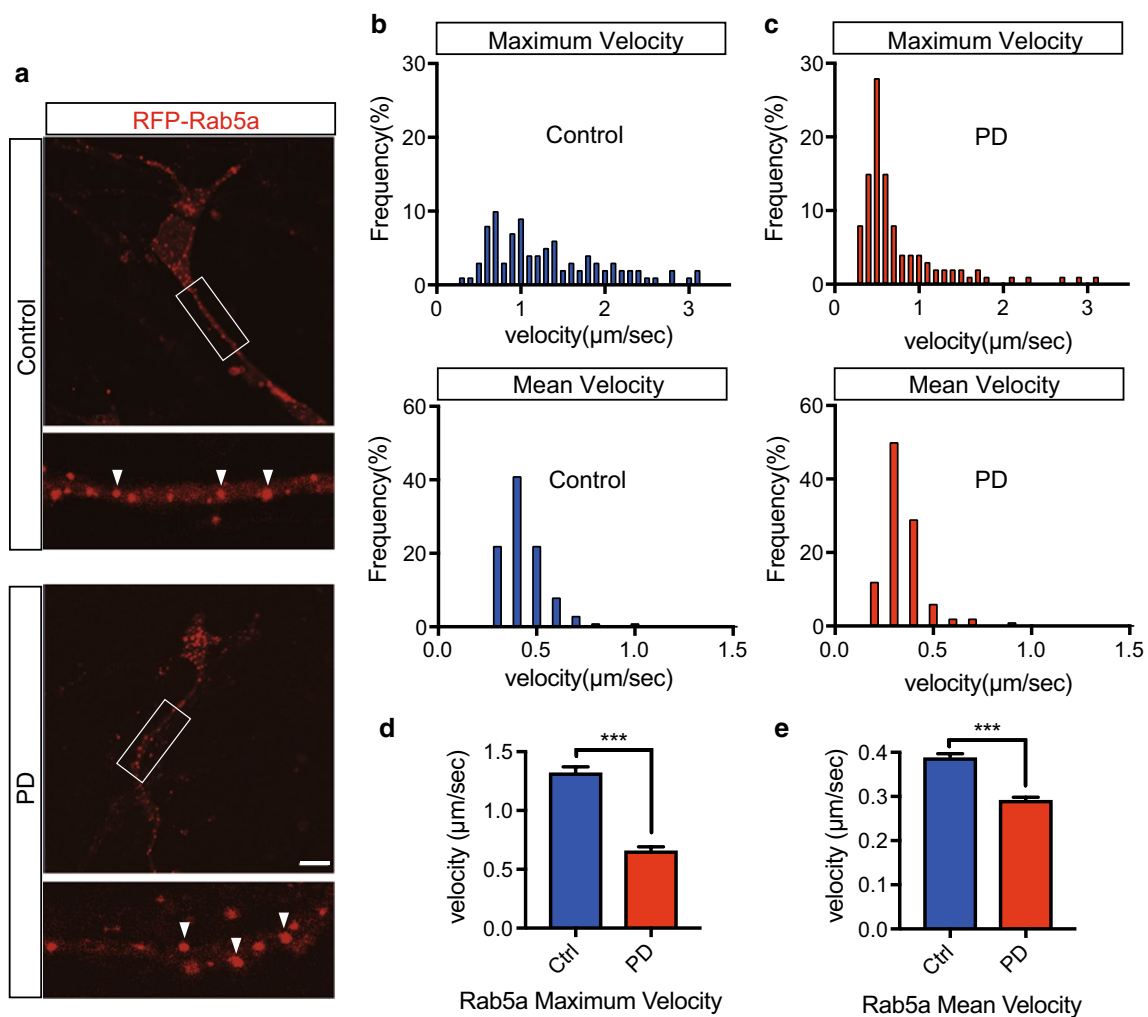 a
RFP-Rab5a
Control
PD
b
Maximum Velocity
Frequency(%)
30
20
10
0
Control
0 1 2 3
velocity(µm/sec)
Mean Velocity
Frequency(%)
60
40
20
0
Control
0.0 0.5 1.0 1.5
velocity(µm/sec)
c
Maximum Velocity
Frequency(%)
30
20
10
0
PD
0 1 2 3
velocity(µm/sec)
Mean Velocity
Frequency(%)
60
40
20
0
PD
0.0 0.5 1.0 1.5
velocity(µm/sec)
d
velocity (µm/sec)
1.5
1.0
0.5
0.0
***
Ctrl PD
Rab5a Maximum Velocity
e
velocity (µm/sec)
0.4
0.3
0.2
0.1
0.0
***
Ctrl PD
Rab5a Mean Velocity